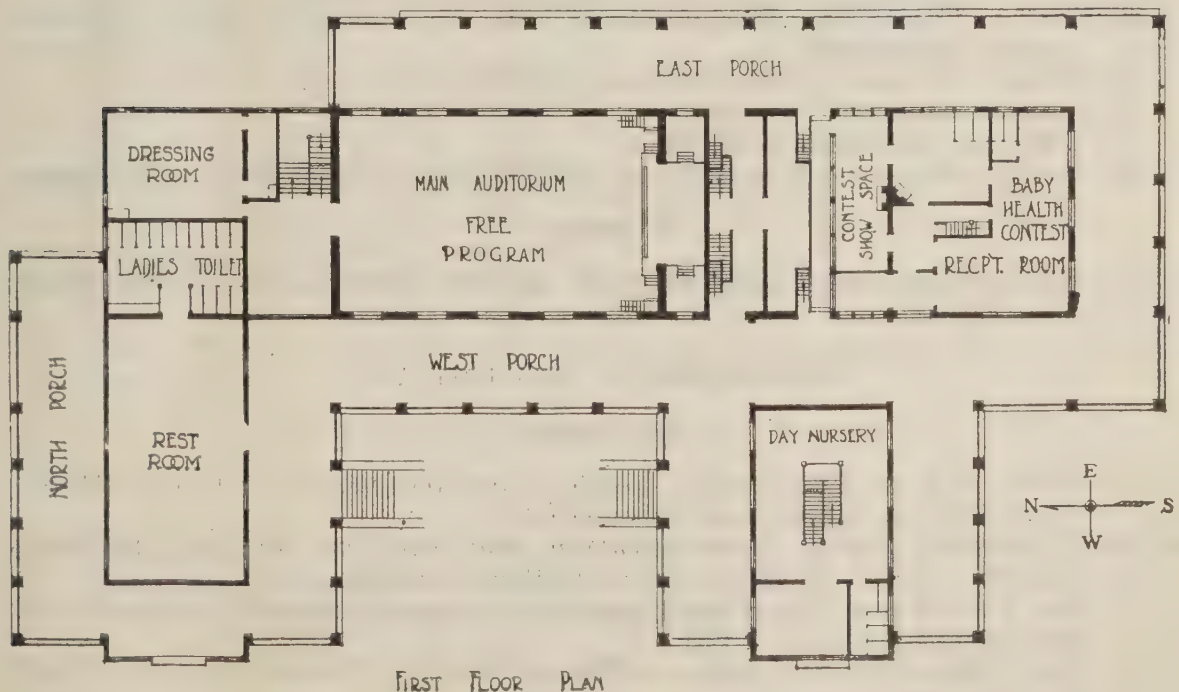 EAST PORCH
DRESSING
ROOM
MAIN AUDITORIUM
FREE
PROGRAM
CONTEST
SHOW SPACE
BABY
HEALTH
CONTEST
RECPT. ROOM
LADIES TOILET
NORTH PORCH
WEST PORCH
REST
ROOM
DAY NURSERY
E
N
S
W
FIRST FLOOR PLAN